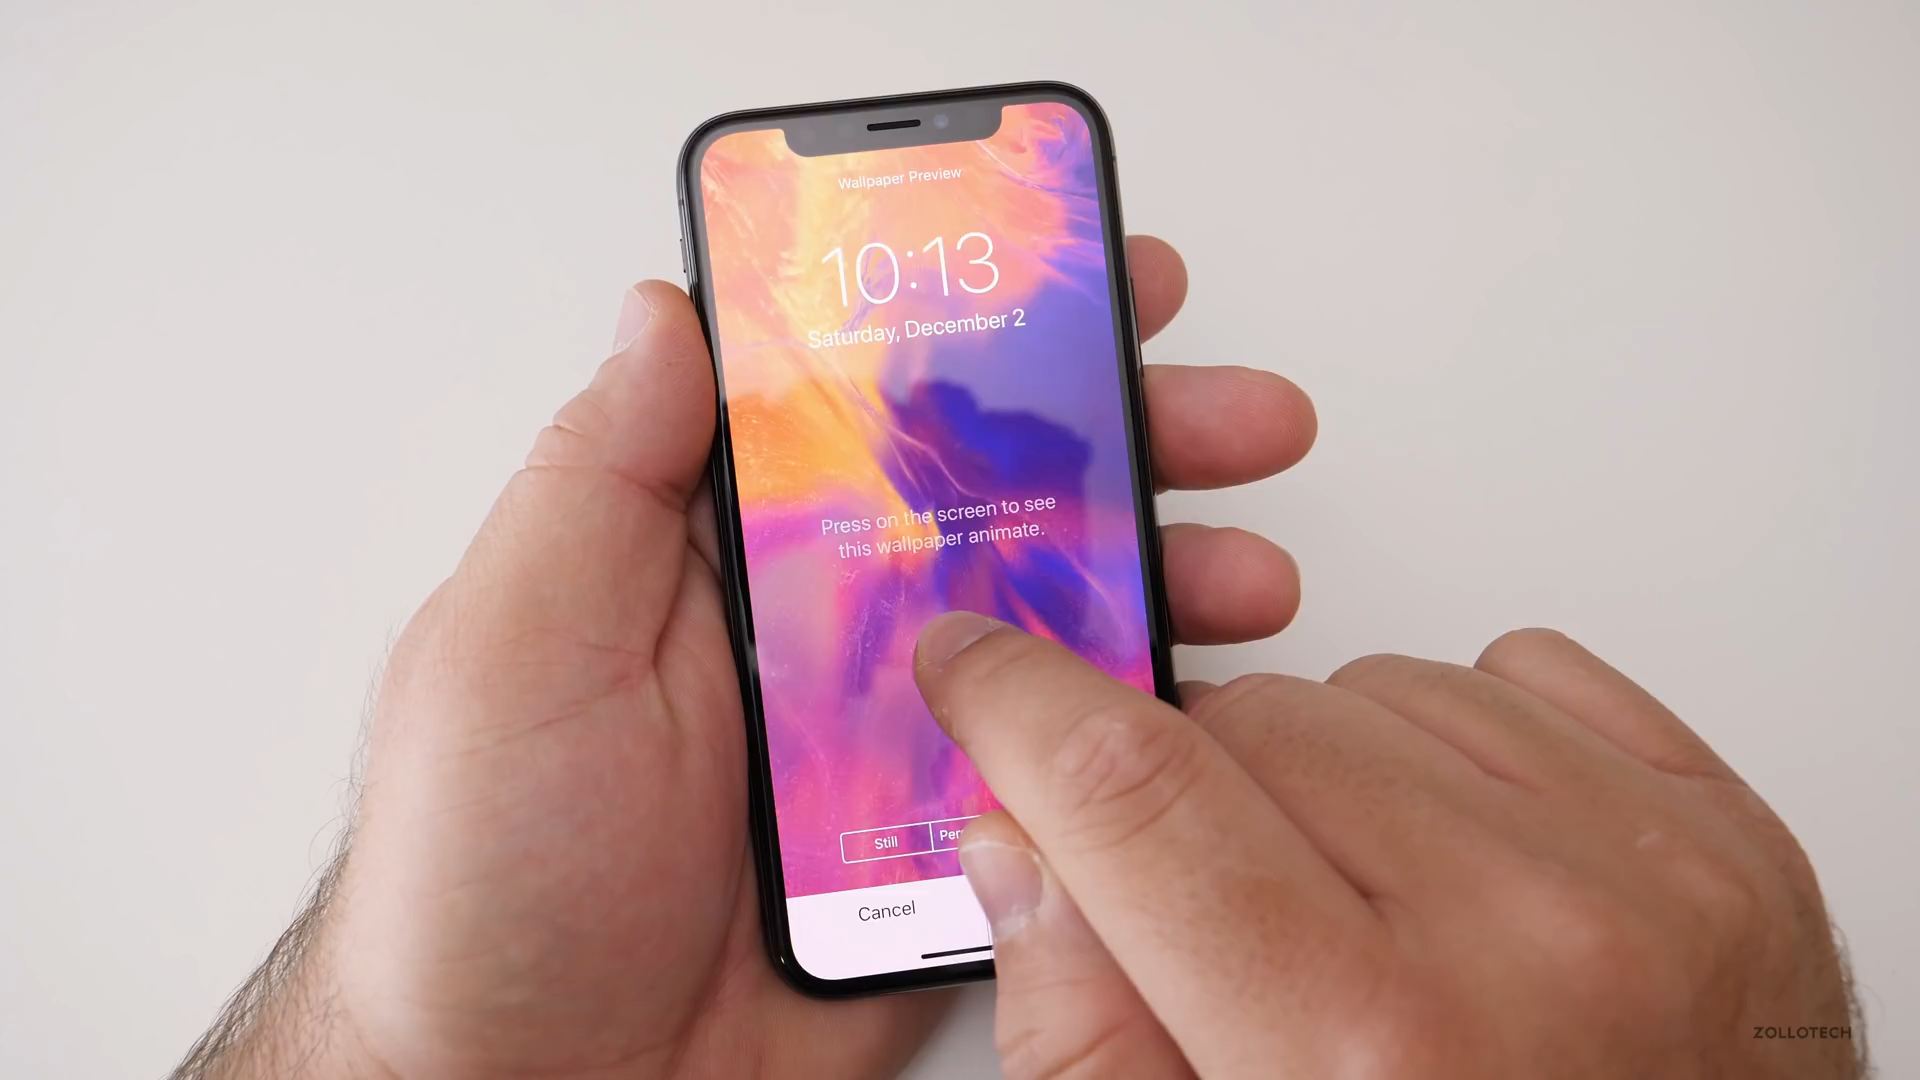 Wallpaper Preview
10:13
Saturday, December 2
Press on the screen to see
this wallpaper animate.
Still
Cancel
ZOLLOTECH